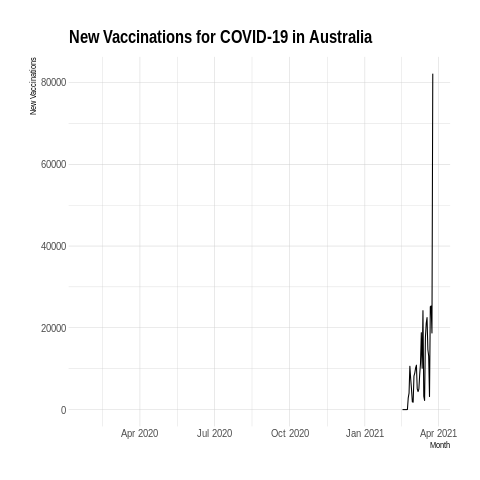 New Vaccinations for COVID-19 in Australia
New Vaccinations
80000
60000
40000
20000
0
Apr 2020 Jul 2020 Oct 2020 Jan 2021 Apr 2021
Month